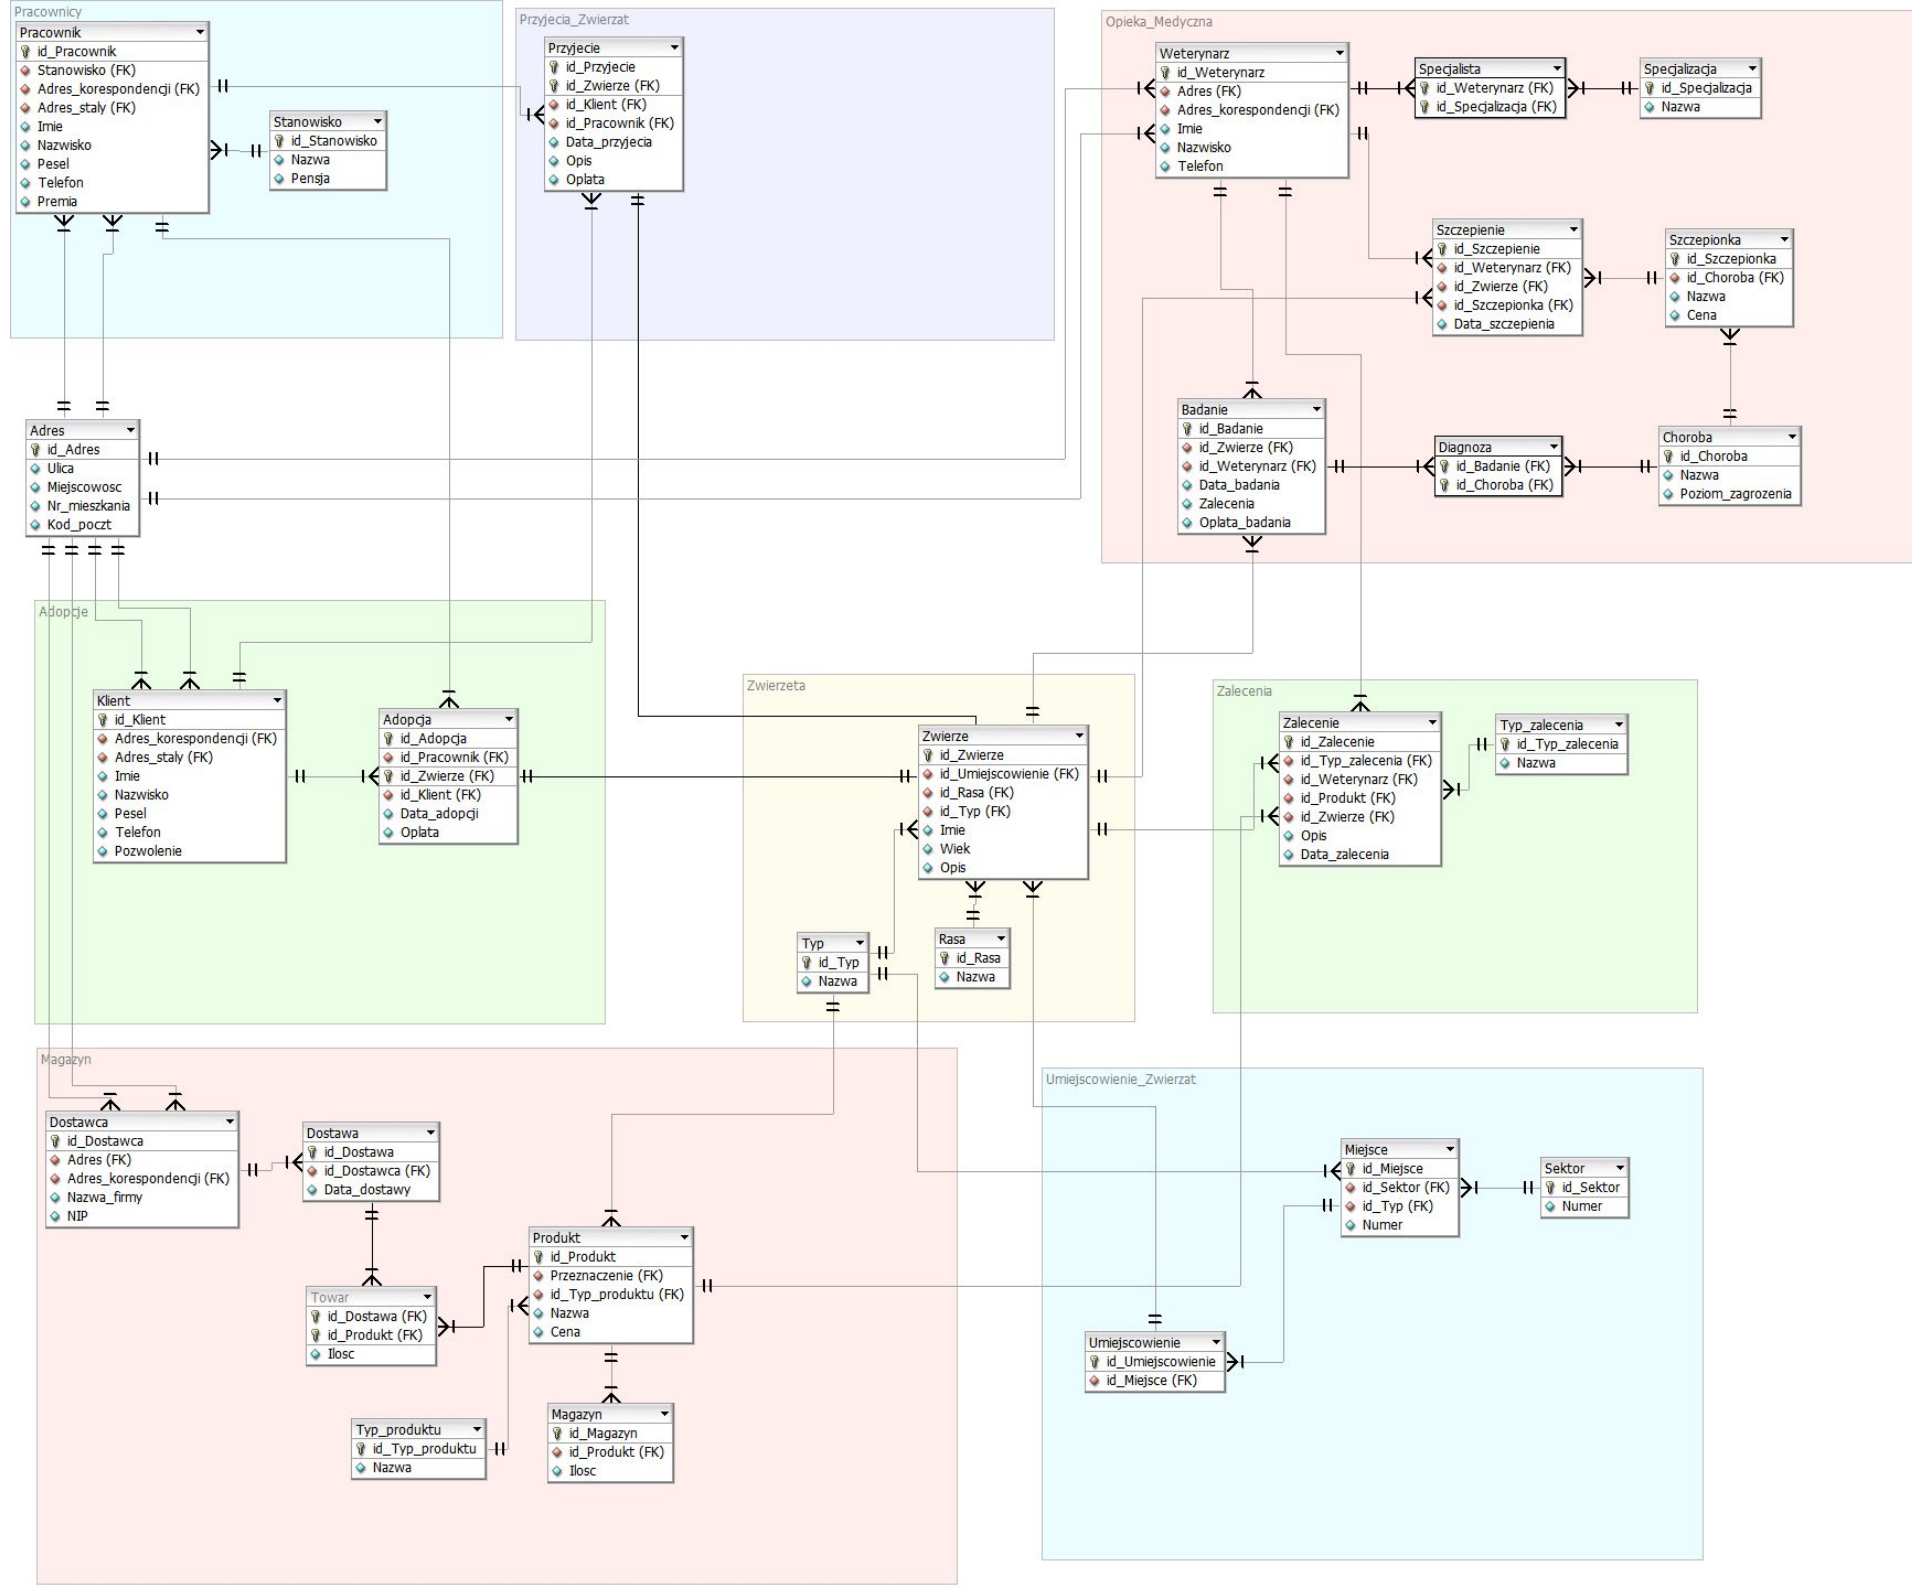 Pracownicy
Pracownik
id_Pracownik
Stanowisko (FK)
Adres_korespondencji (FK)
Adres_staly (FK)
Imie
Nazwisko
Pesel
Telefon
Premia
Stanowisko
id_Stanowisko
Nazwa
Pensja
Przyjecia_Zwierzat
Przyjecie
id_Przyjecie
id_Zwierze (FK)
id_Klient (FK)
id_Pracownik (FK)
Data_przyjecia
Opis
Oplata
Opieka_Medyczna
Weterynarz
id_Weterynarz
Adres (FK)
Adres_korespondencji (FK)
Imie
Nazwisko
Telefon
Specjalista
id_Weterynarz (FK)
id_Specjalizacja (FK)
Specjalizacja
id_Specjalizacja
Nazwa
Szczepienie
id_Szczepienie
id_Weterynarz (FK)
id_Zwierze (FK)
id_Szczepionka (FK)
Data_szczepienia
Szczepionka
id_Szczepionka
id_Choroba (FK)
Nazwa
Cena
Badanie
id_Badanie
id_Zwierze (FK)
id_Weterynarz (FK)
Data_badania
Zalecenia
Oplata_badania
Diagnoza
id_Badanie (FK)
id_Choroba (FK)
Choroba
id_Choroba
Nazwa
Poziom_zagrozenia
Adres
id_Adres
Ulica
Miejscowosc
Nr_mieszkania
Kod_poczt
Adopcje
Klient
id_Klient
Adres_korespondencji (FK)
Adres_staly (FK)
Imie
Nazwisko
Pesel
Telefon
Pozwolenie
Adopcja
id_Adopcja
id_Pracownik (FK)
id_Zwierze (FK)
id_Klient (FK)
Data_adopcji
Oplata
Zwierzeta
Zwierze
id_Zwierze
id_Umiejscowienie (FK)
id_Rasa (FK)
id_Typ (FK)
Imie
Wiek
Opis
Typ
id_Typ
Nazwa
Rasa
id_Rasa
Nazwa
Zalecenia
Zalecenie
id_Zalecenie
id_Typ_zalecenia (FK)
id_Weterynarz (FK)
id_Produkt (FK)
id_Zwierze (FK)
Opis
Data_zalecenia
Typ_zalecenia
id_Typ_zalecenia
Nazwa
Magazyn
Dostawca
id_Dostawca
Adres (FK)
Adres_korespondencji (FK)
Nazwa_firmy
NIP
Dostawa
id_Dostawa
id_Dostawca (FK)
Data_dostawy
Towar
id_Dostawa (FK)
id_Produkt (FK)
Ilosc
Produkt
id_Produkt
Przeznaczenie (FK)
id_Typ_produktu (FK)
Nazwa
Cena
Typ_produktu
id_Typ_produktu
Nazwa
Magazyn
id_Magazyn
id_Produkt (FK)
Ilosc
Umiejscowienie_Zwierzat
Miejsce
id_Miejsce
id_Sektor (FK)
id_Typ (FK)
Numer
Sektor
id_Sektor
Numer
Umiejscowienie
id_Umiejscowienie
id_Miejsce (FK)